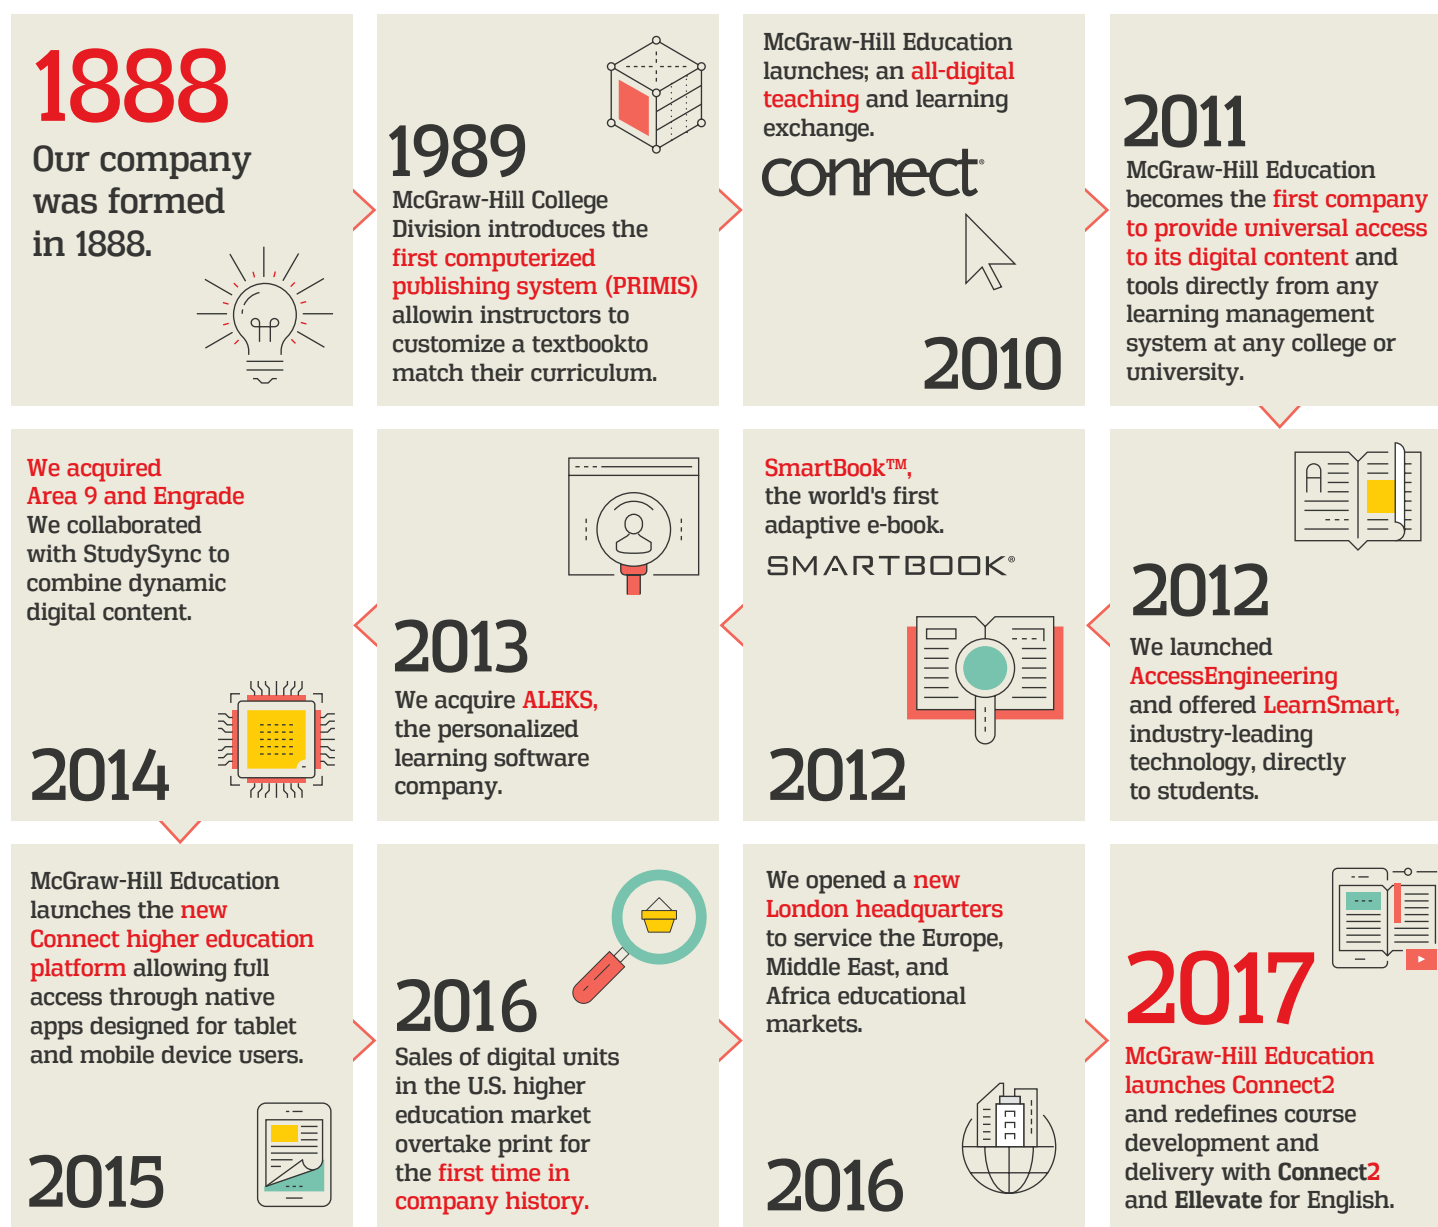 1888
Our company
was formed
in 1888.
1989
McGraw-Hill College
Division introduces the
first computerized
publishing system (PRIMIS)
allowin instructors to
customize a textbookto
match their curriculum.
McGraw-Hill Education
launches; an all-digital
teaching and learning
exchange.
connect®
2010
2011
McGraw-Hill Education
becomes the first company
to provide universal access
to its digital content and
tools directly from any
learning management
system at any college or
university.
2012
We launched
AccessEngineering
and offered LearnSmart,
industry-leading
technology, directly
to students.
SmartBook™,
the world's first
adaptive e-book.
SMARTBOOK®
2012
2013
We acquire ALEKS,
the personalized
learning software
company.
We acquired
Area 9 and Engrade
We collaborated
with StudySync to
combine dynamic
digital content.
2014
McGraw-Hill Education
launches the new
Connect higher education
platform allowing full
access through native
apps designed for tablet
and mobile device users.
2015
2016
Sales of digital units
in the U.S. higher
education market
overtake print for
the first time in
company history.
We opened a new
London headquarters
to service the Europe,
Middle East, and
Africa educational
markets.
2016
2017
McGraw-Hill Education
launches Connect2
and redefines course
development and
delivery with Connect2
and Ellevate for English.